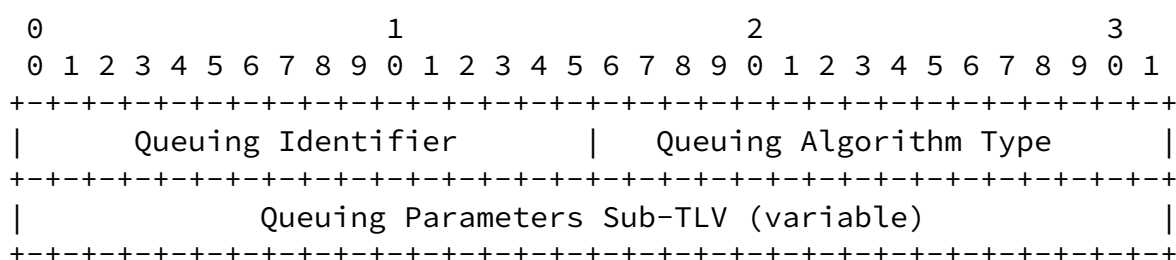 0                   1                   2                   3
 0 1 2 3 4 5 6 7 8 9 0 1 2 3 4 5 6 7 8 9 0 1 2 3 4 5 6 7 8 9 0 1
+-+-+-+-+-+-+-+-+-+-+-+-+-+-+-+-+-+-+-+-+-+-+-+-+-+-+-+-+-+-+-+-+
|      Queuing Identifier       |   Queuing Algorithm Type      |
+-+-+-+-+-+-+-+-+-+-+-+-+-+-+-+-+-+-+-+-+-+-+-+-+-+-+-+-+-+-+-+-+
|             Queuing Parameters Sub-TLV (variable)             |
+-+-+-+-+-+-+-+-+-+-+-+-+-+-+-+-+-+-+-+-+-+-+-+-+-+-+-+-+-+-+-+-+